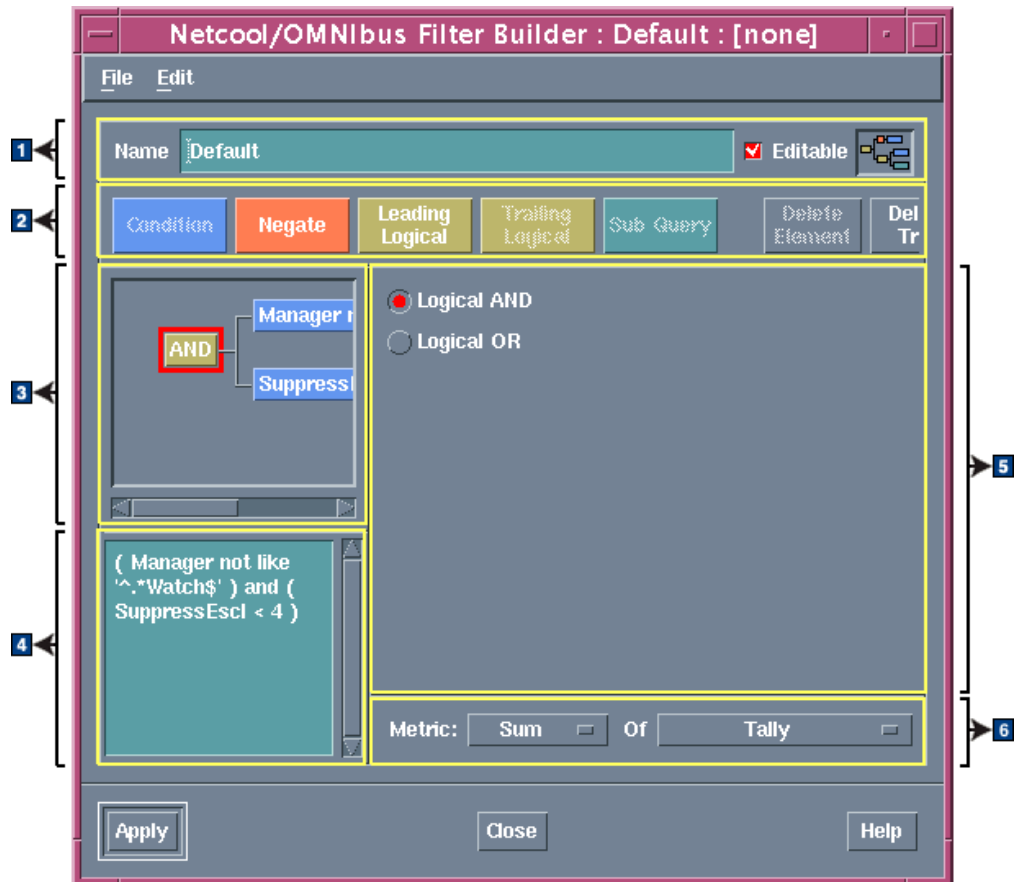 Netcool/OMNIbus Filter Builder : Default : [none]
File Edit
1
Name Default Editable
2
Condition Negate Leading Logical Trailing Logical Sub Query Delete Element Del Tr
3
AND
Manager
Suppress
Logical AND
Logical OR
5
4
( Manager not like
'^.*Watch$' ) and (
SuppressEscl < 4 )
Metric: Sum Of Tally
6
Apply Close Help